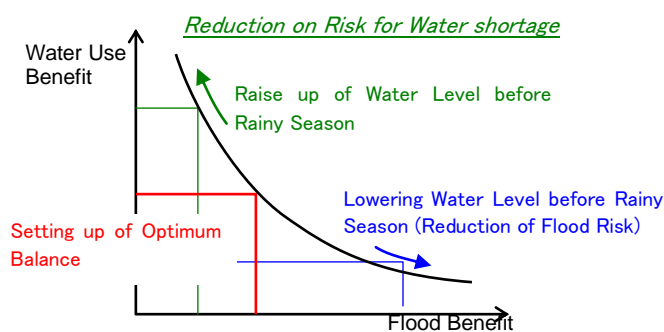 Reduction on Risk for Water shortage
Water Use
Benefit
Raise up of Water Level before
Rainy Season
Lowering Water Level before Rainy
Season (Reduction of Flood Risk)
Setting up of Optimum
Balance
Flood Benefit